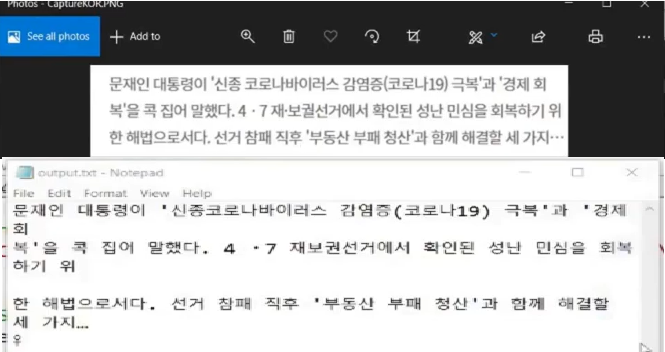 Photos - CaptureKOR.PNG
See all photos + Add to
문재인 대통령이 '신종 코로나바이러스 감염증(코로나19) 극복'과 '경제 회
복'을 콕 집어 말했다. 4 · 7 재·보권선거에서 확인된 성난 민심을 회복하기 위
한 해법으로서다. 선거 참패 직후 '부동산 부패 청산'과 함께 해결할 세 가지…
output.txt - Notepad
File Edit Format View Help
문재인 대통령이 '신종코로나바이러스 감염증(코로나19) 극복'과 '경제
회
복'을 콕 집어 말했다. 4 ·7 재보권선거에서 확인된 성난 민심을 회복
하기 위
한 해법으로서다. 선거 참패 직후 '부동산 부패 청산'과 함께 해결할
세 가지…
♀